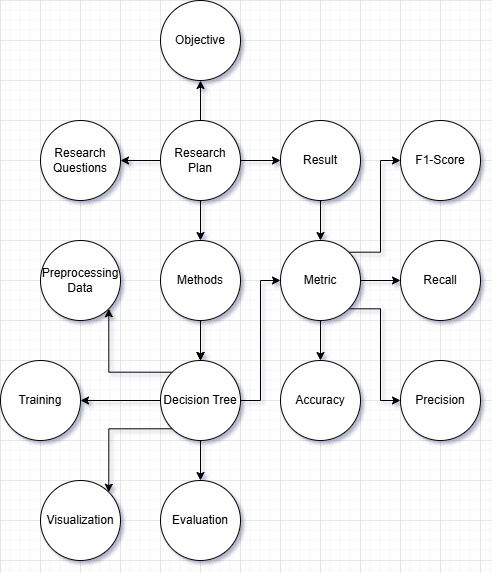 Objective
Research
Questions
Research
Plan
Result
F1-Score
Preprocessing
Data
Methods
Metric
Recall
Training
Decision Tree
Accuracy
Precision
Visualization
Evaluation